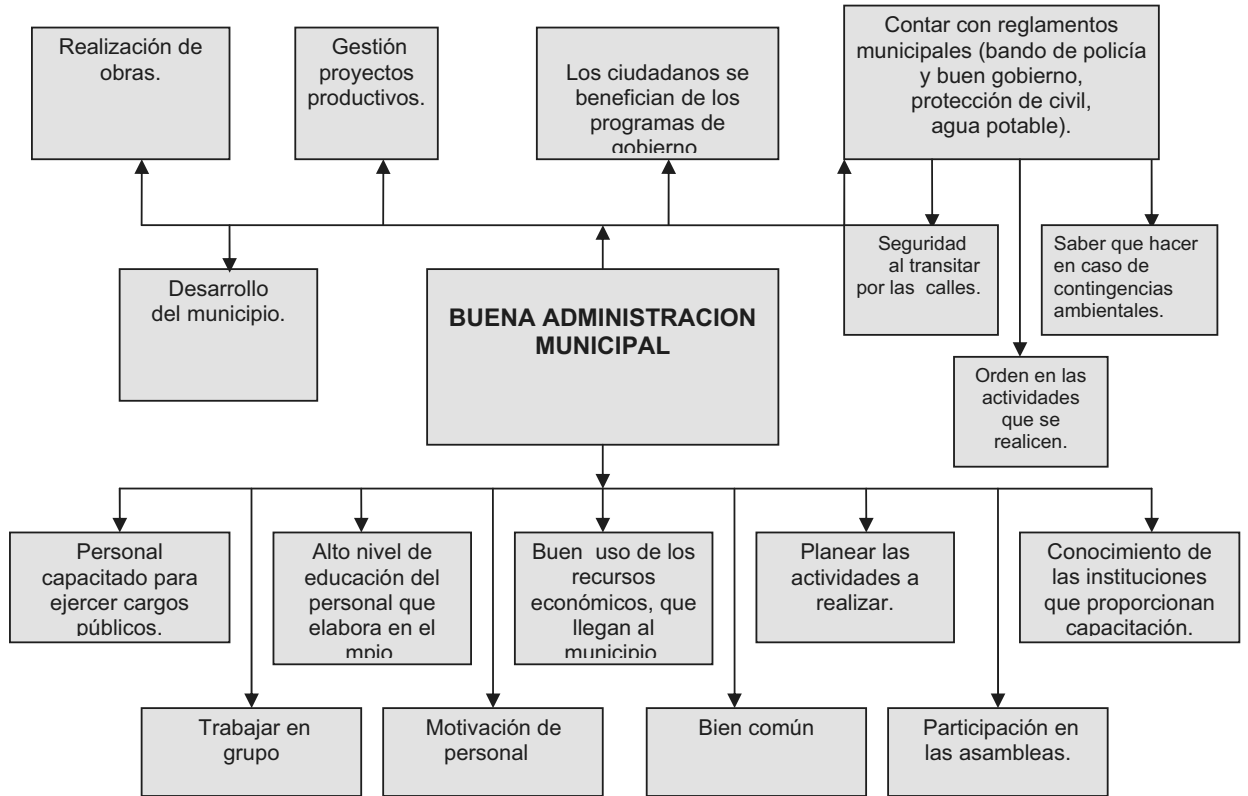 Realización de
obras.
Gestión
proyectos
productivos.
Los ciudadanos se
benefician de los
programas de
gobierno
Contar con reglamentos
municipales (bando de policía
y buen gobierno,
protección de civil,
agua potable).
Desarrollo
del municipio.
BUENA ADMINISTRACION
MUNICIPAL
Seguridad
al transitar
por las calles.
Saber que hacer
en caso de
contingencias
ambientales.
Orden en las
actividades
que se
realicen.
Personal
capacitado para
ejercer cargos
públicos.
Alto nivel de
educación del
personal que
elabora en el
mpio
Buen uso de los
recursos
económicos, que
llegan al
municipio
Planear las
actividades a
realizar.
Conocimiento de
las instituciones
que proporcionan
capacitación.
Trabajar en
grupo
Motivación de
personal
Bien común
Participación en
las asambleas.